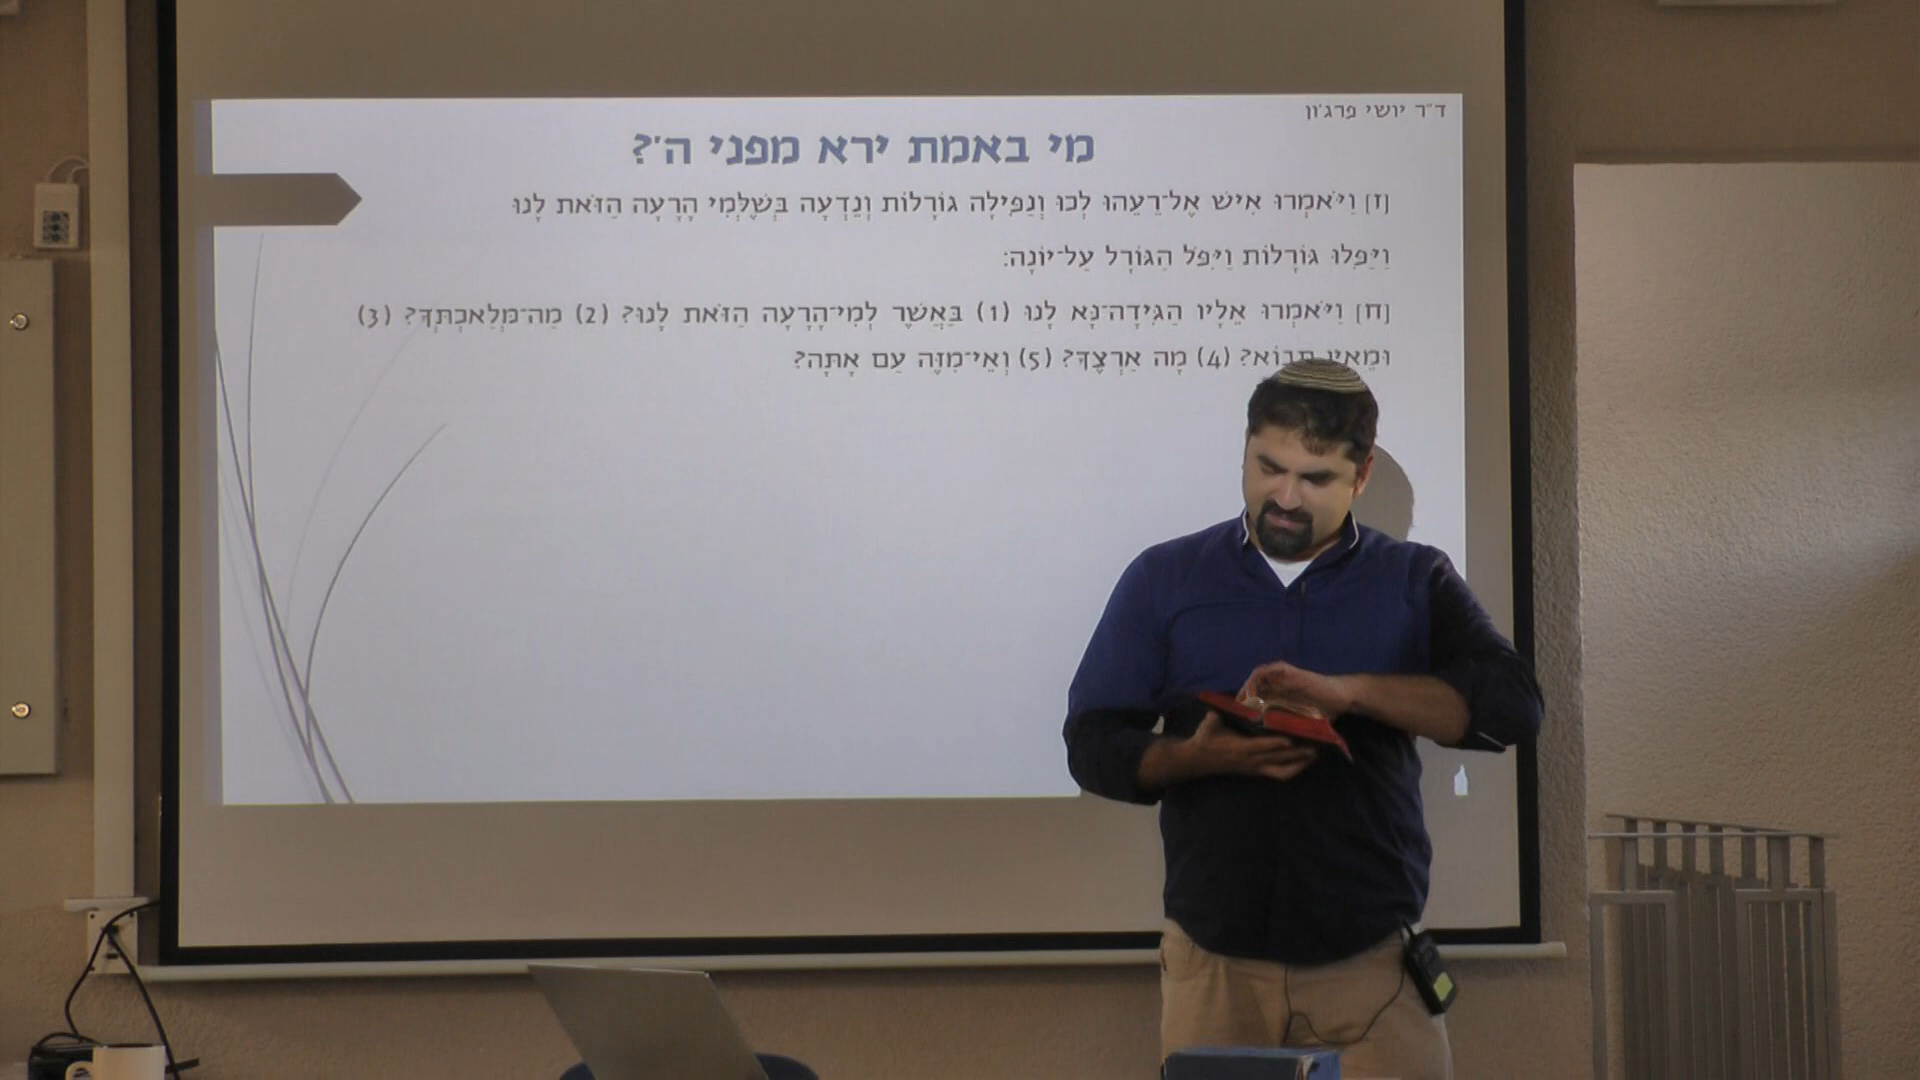 ד״ר יושי פרג׳ון
מי באמת ירא מפני ה׳?
[ז] וַיֹּאמְרוּ אִישׁ אֶל־רֵעֵהוּ לְכוּ וְנַפִּילָה גוֹרָלוֹת וְנֵדְעָה בְּשֶׁלְּמִי הָרָעָה הַזֹּאת לָנוּ
וַיַּפִּלוּ גּוֹרָלוֹת וַיִּפֹּל הַגּוֹרָל עַל־יוֹנָה:
[ח] וַיֹּאמְרוּ אֵלָיו הַגִּידָה־נָּא לָנוּ (1) בַּאֲשֶׁר לְמִי־הָרָעָה הַזֹּאת לָנוּ? (2) מַה־מְּלַאכְתְּךָ? (3)
וּמֵאַיִן תָּבוֹא? (4) מָה אַרְצֶךָ? (5) וְאֵי־מִזֶּה עַם אָתָּה?